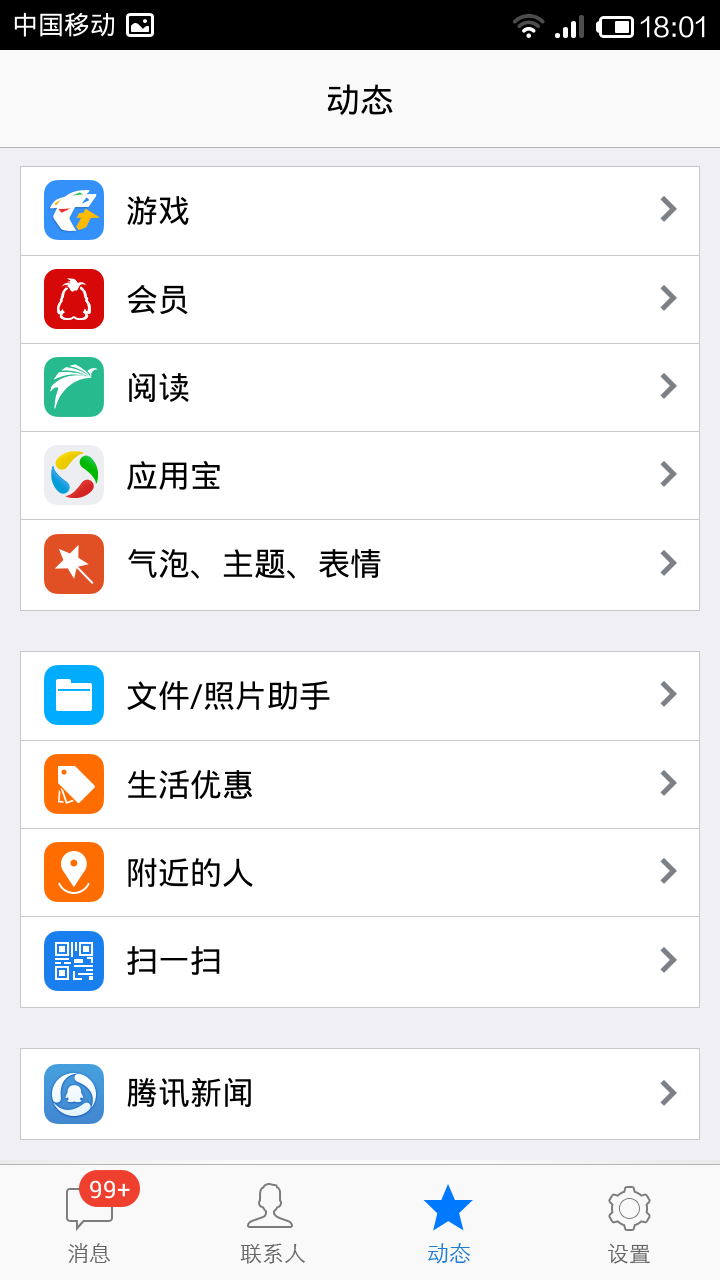 中国移动 18:01
动态
游戏
会员
阅读
应用宝
气泡、主题、表情
文件/照片助手
生活优惠
附近的人
扫一扫
腾讯新闻
99+
消息 联系人 动态 设置